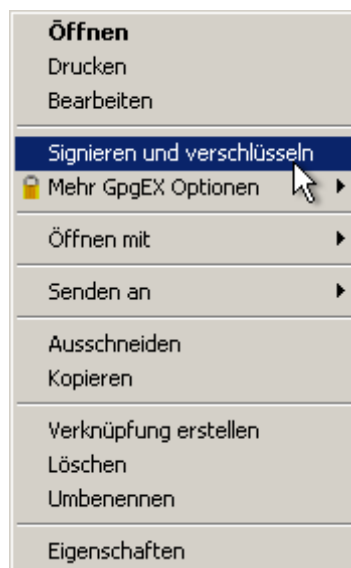 Öffnen
Drucken
Bearbeiten
Signieren und verschlüsseln
Mehr GpgEX Optionen
Öffnen mit
Senden an
Ausschneiden
Kopieren
Verknüpfung erstellen
Löschen
Umbenennen
Eigenschaften